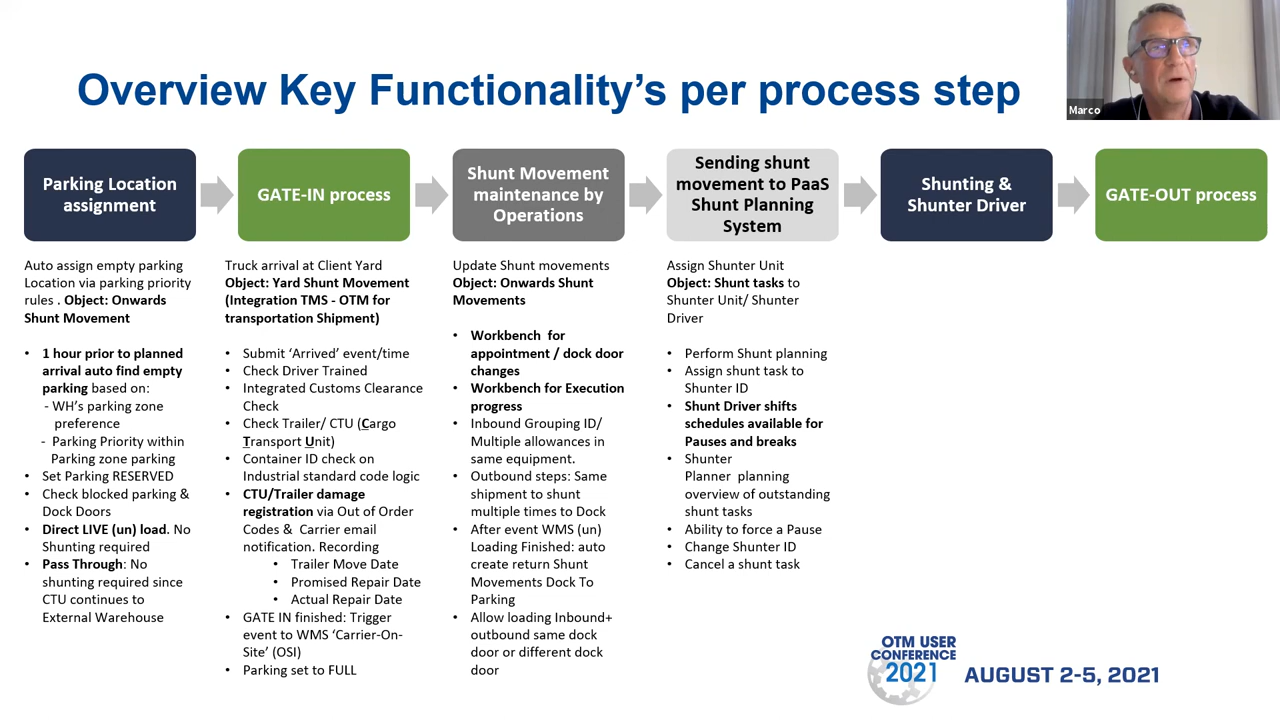 Overview Key Functionality's per process step
Marco
Parking Location
assignment
GATE-IN process
Shunt Movement
maintenance by
Operations
Sending shunt
movement to PaaS
Shunt Planning
System
Shunting &
Shunter Driver
GATE-OUT process
Auto assign empty parking
Location via parking priority
rules . Object: Onwards
Shunt Movement
• 1 hour prior to planned
arrival auto find empty
parking based on:
- WH's parking zone
preference
- Parking Priority within
Parking zone parking
• Set Parking RESERVED
• Check blocked parking &
Dock Doors
• Direct LIVE (un) load. No
Shunting required
• Pass Through: No
shunting required since
CTU continues to
External Warehouse
Truck arrival at Client Yard
Object: Yard Shunt Movement
(Integration TMS - OTM for
transportation Shipment)
• Submit 'Arrived' event/time
• Check Driver Trained
• Integrated Customs Clearance
Check
• Check Trailer/ CTU (Cargo
Transport Unit)
• Container ID check on
Industrial standard code logic
• CTU/Trailer damage
registration via Out of Order
Codes & Carrier email
notification. Recording
• Trailer Move Date
• Promised Repair Date
• Actual Repair Date
• GATE IN finished: Trigger
event to WMS 'Carrier-On-
Site' (OSI)
• Parking set to FULL
Update Shunt movements
Object: Onwards Shunt
Movements
• Workbench for
appointment / dock door
changes
• Workbench for Execution
progress
• Inbound Grouping ID/
Multiple allowances in
same equipment.
• Outbound steps: Same
shipment to shunt
multiple times to Dock
• After event WMS (un)
Loading Finished: auto
create return Shunt
Movements Dock To
Parking
• Allow loading Inbound+
outbound same dock
door or different dock
door
Assign Shunter Unit
Object: Shunt tasks to
Shunter Unit/ Shunter
Driver
• Perform Shunt planning
• Assign shunt task to
Shunter ID
• Shunt Driver shifts
schedules available for
Pauses and breaks
• Shunter
Planner planning
overview of outstanding
shunt tasks
• Ability to force a Pause
• Change Shunter ID
• Cancel a shunt task
OTM USER
CONFERENCE
2021
AUGUST 2-5, 2021